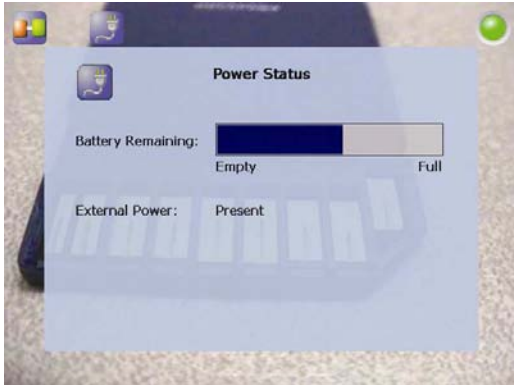 Power Status
Battery Remaining:
Empty Full
External Power: Present